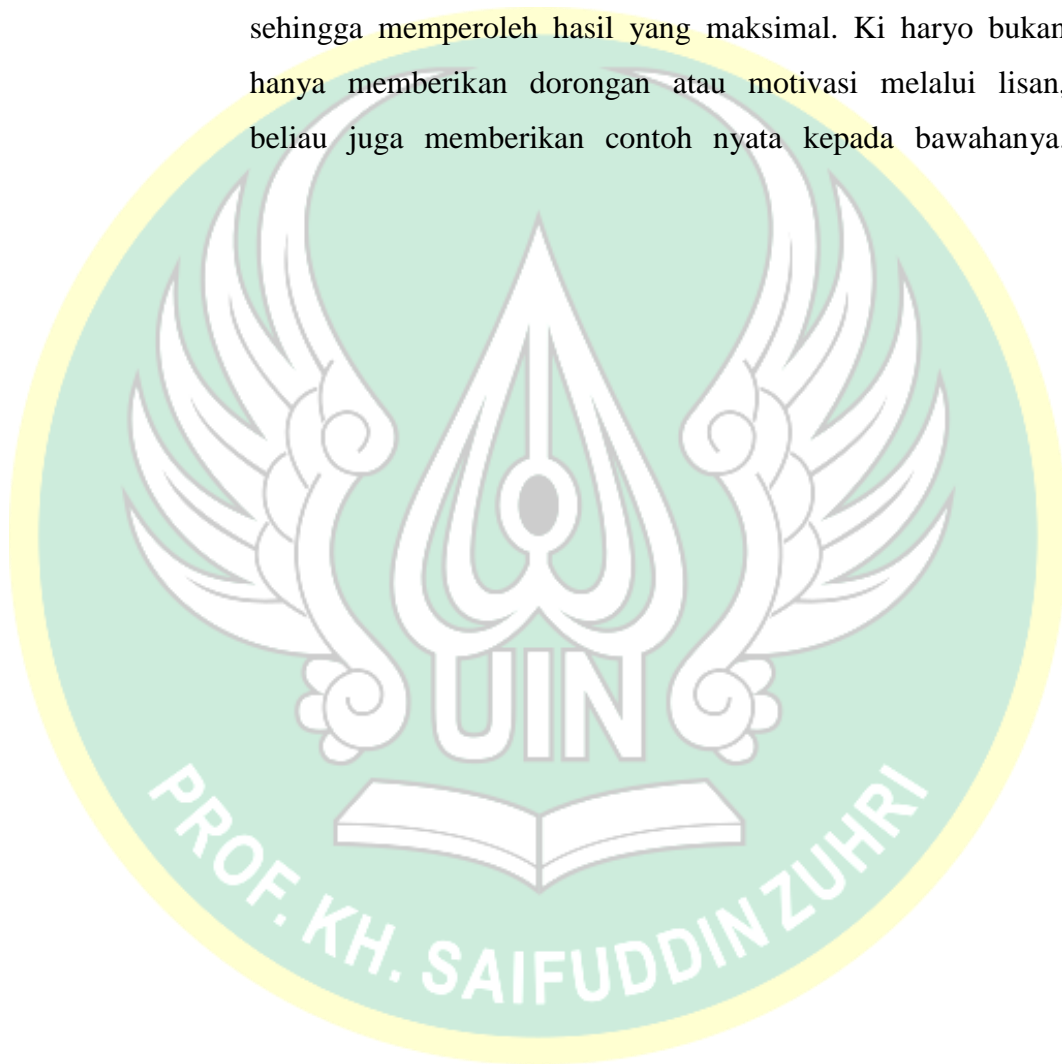 sehingga memperoleh hasil yang maksimal. Ki haryo bukan
hanya memberikan dorongan atau motivasi melalui lisan,
beliau juga memberikan contoh nyata kepada bawahanya.
UIN
PROF. KH. SAIFUDDIN ZUHRI